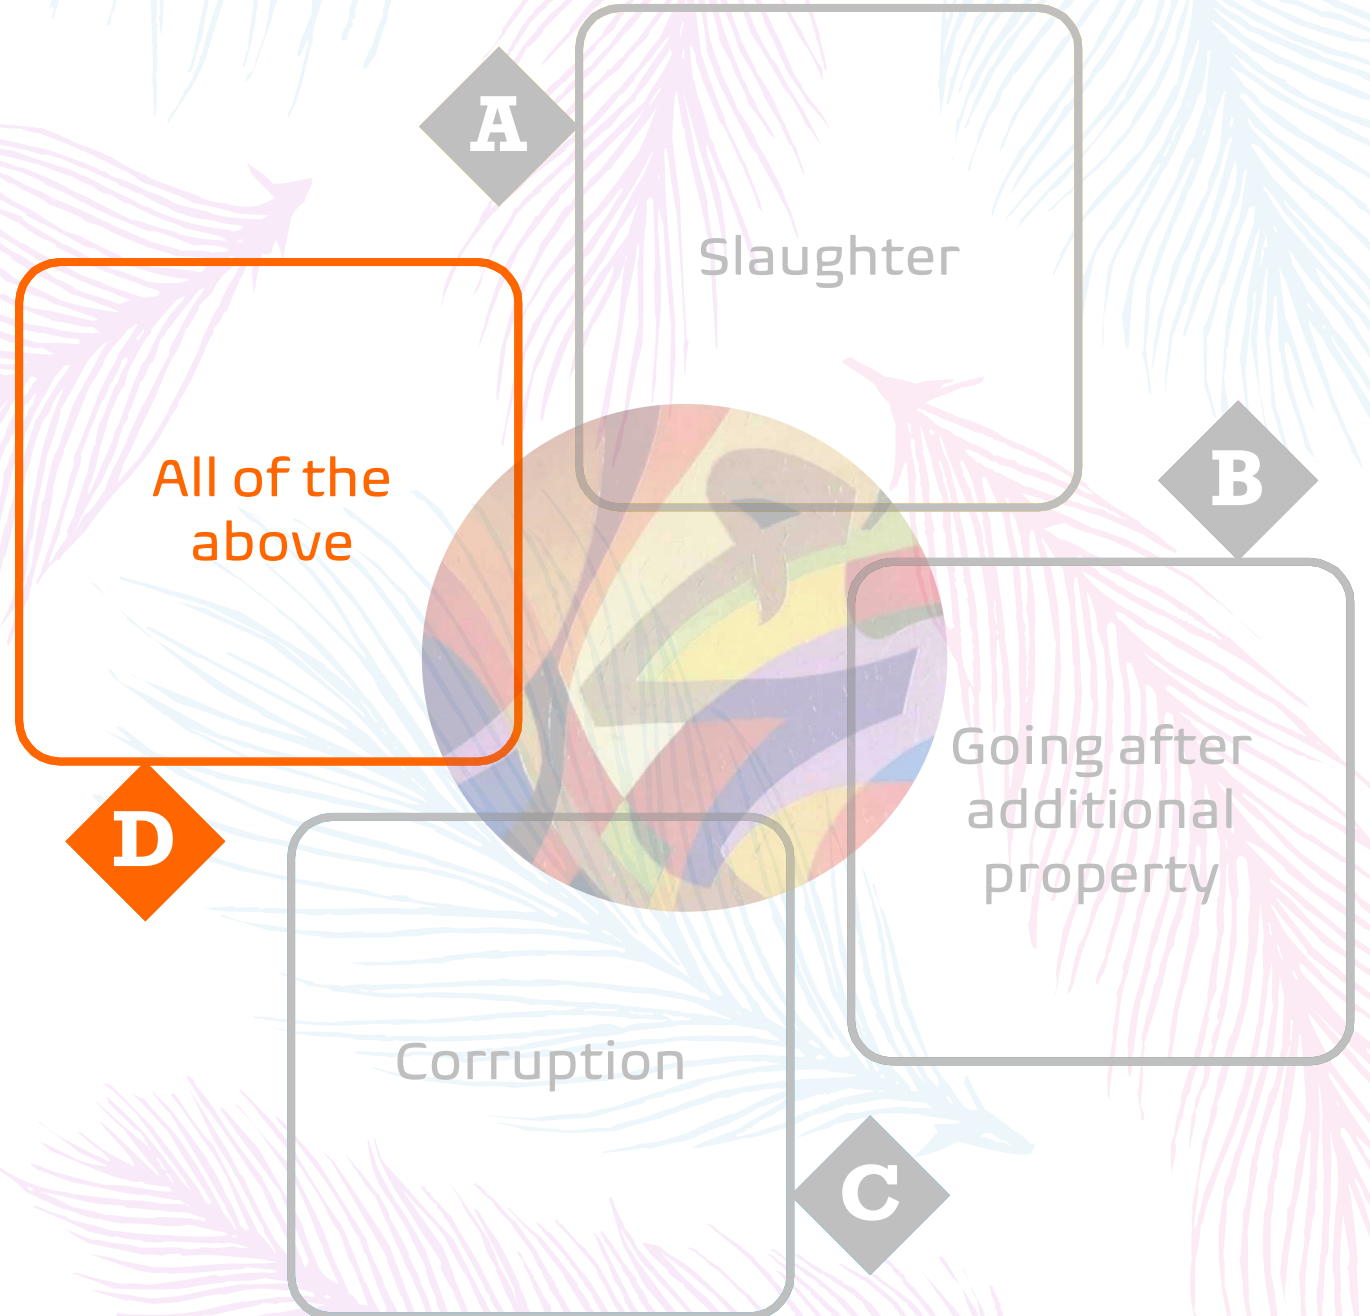 A
Slaughter
B
Going after
additional
property
C
Corruption
D
All of the
above